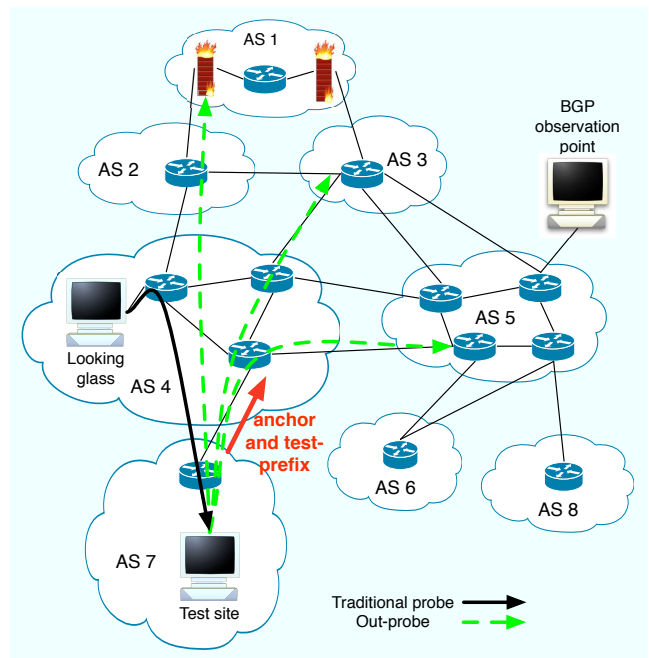 AS 1
BGP
observation
point
AS 2
AS 3
AS 5
Looking
glass
AS 4
anchor
and test-
prefix
AS 6
AS 8
AS 7
Test site
Traditional probe
Out-probe